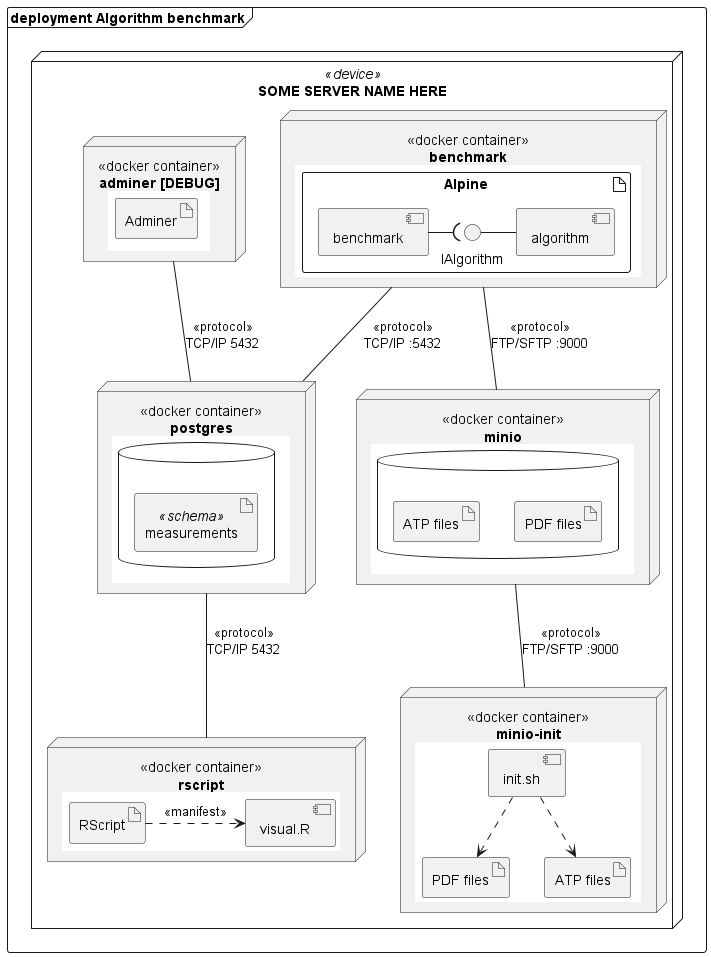 deployment Algorithm benchmark
«device»
SOME SERVER NAME HERE
«docker container»
adminer [DEBUG]
Adminer
«docker container»
benchmark
Alpine
benchmark
IAlgorithm
algorithm
«protocol»
TCP/IP 5432
«protocol»
TCP/IP :5432
«protocol»
FTP/SFTP :9000
«docker container»
postgres
«schema»
measurements
«docker container»
minio
ATP files
PDF files
«protocol»
TCP/IP 5432
«protocol»
FTP/SFTP :9000
«docker container»
rscript
RScript
«manifest»
visual.R
«docker container»
minio-init
init.sh
PDF files
ATP files